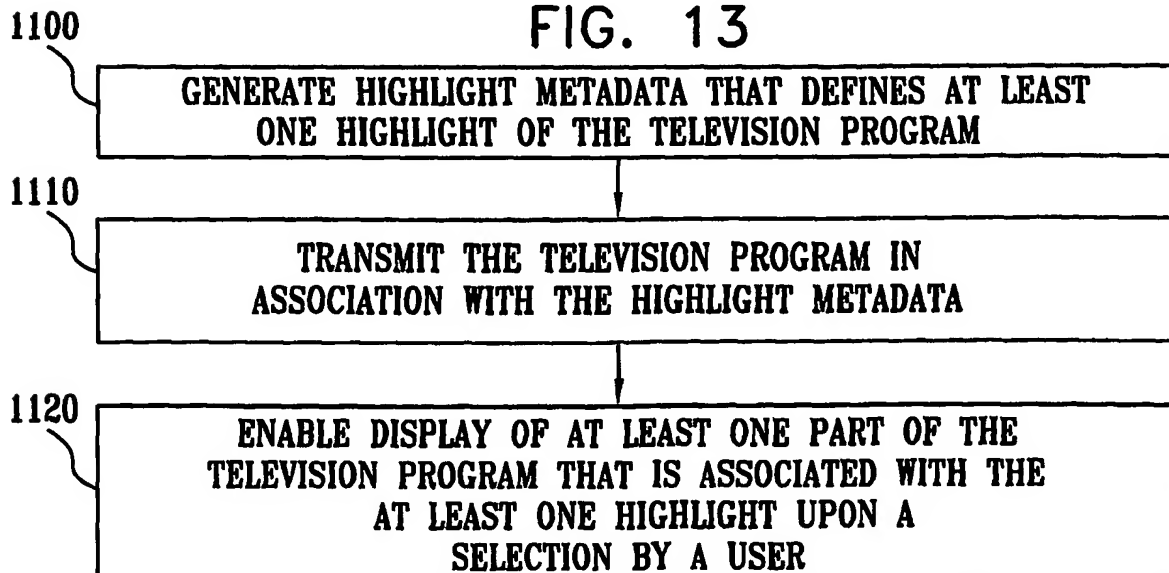 FIG. 13
1100
GENERATE HIGHLIGHT METADATA THAT DEFINES AT LEAST
ONE HIGHLIGHT OF THE TELEVISION PROGRAM
1110
TRANSMIT THE TELEVISION PROGRAM IN
ASSOCIATION WITH THE HIGHLIGHT METADATA
1120
ENABLE DISPLAY OF AT LEAST ONE PART OF THE
TELEVISION PROGRAM THAT IS ASSOCIATED WITH THE
AT LEAST ONE HIGHLIGHT UPON A
SELECTION BY A USER